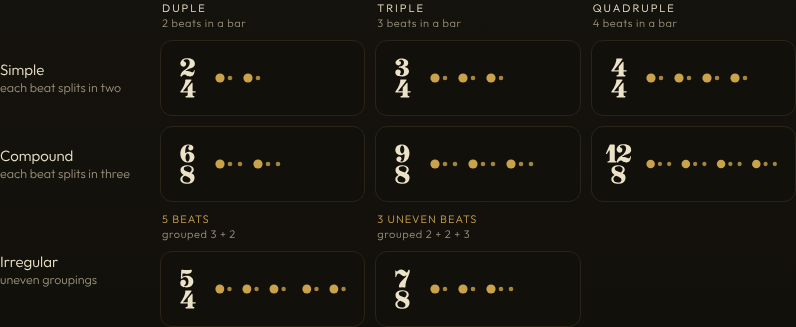 DUPLE
2 beats in a bar
TRIPLE
3 beats in a bar
QUADRUPLE
4 beats in a bar
Simple
each beat splits in two
2
4
3
4
4
4
Compound
each beat splits in three
6
8
9
8
12
8
5 BEATS
grouped 3 + 2
3 UNEVEN BEATS
grouped 2 + 2 + 3
Irregular
uneven groupings
5
4
7
8